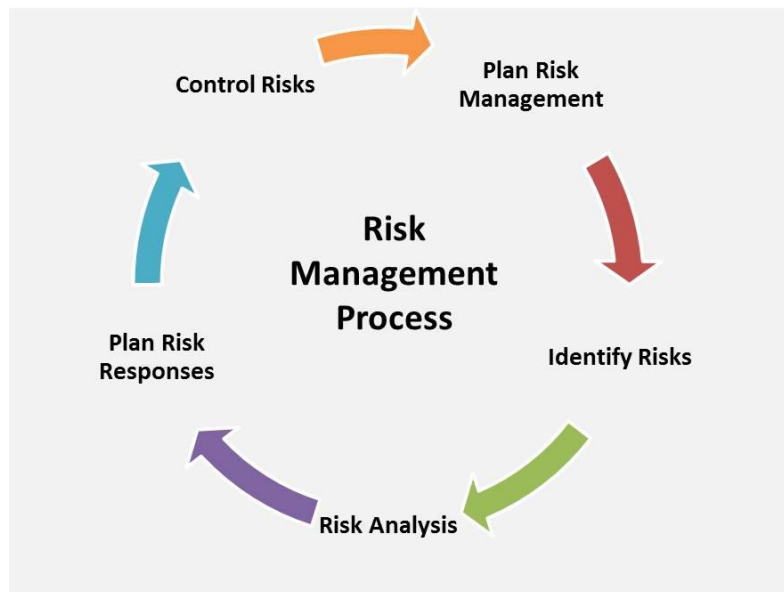 Control Risks
Plan Risk
Management
Risk
Management
Process
Plan Risk
Responses
Identify Risks
Risk Analysis